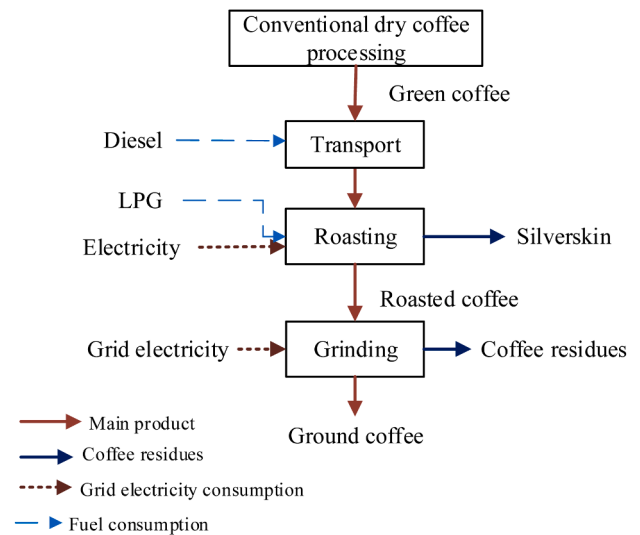 Conventional dry coffee
processing
Green coffee
Diesel
Transport
LPG
Roasting
Silverskin
Electricity
Roasted coffee
Grid electricity
Grinding
Coffee residues
Ground coffee
Main product
Coffee residues
Grid electricity consumption
Fuel consumption